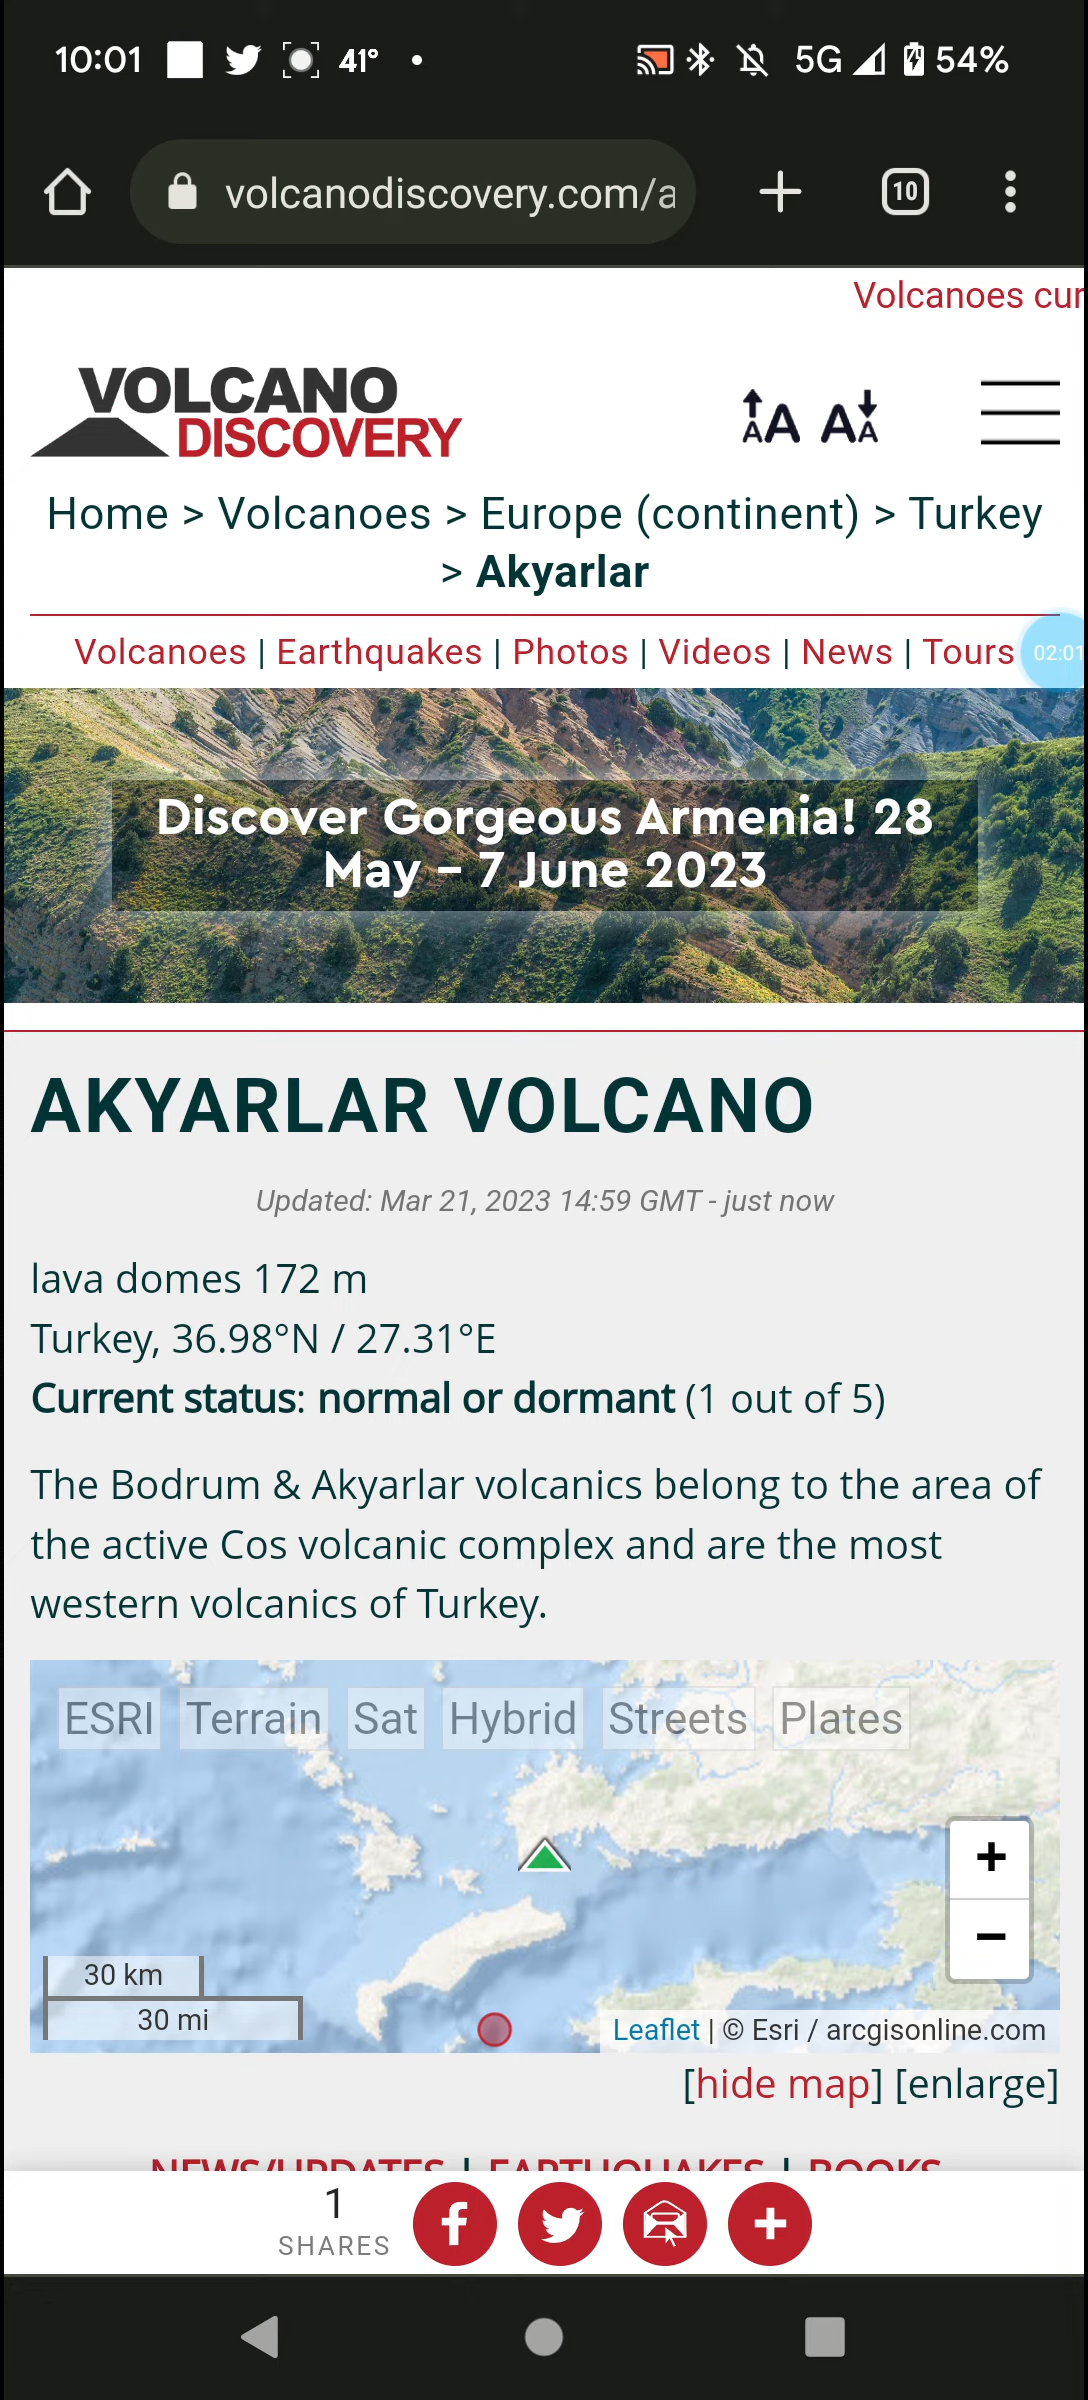 10:01 41° 5G 54%
volcanodiscovery.com/a 10
Volcanoes cur
VOLCANO
DISCOVERY
Home > Volcanoes > Europe (continent) > Turkey
> Akyarlar
Volcanoes | Earthquakes | Photos | Videos | News | Tours
02:01
Discover Gorgeous Armenia! 28
May – 7 June 2023
AKYARLAR VOLCANO
Updated: Mar 21, 2023 14:59 GMT - just now
lava domes 172 m
Turkey, 36.98°N / 27.31°E
Current status: normal or dormant (1 out of 5)
The Bodrum & Akyarlar volcanics belong to the area of
the active Cos volcanic complex and are the most
western volcanics of Turkey.
ESRI Terrain Sat Hybrid Streets Plates
+
−
30 km
30 mi
Leaflet | © Esri / arcgisonline.com
[hide map] [enlarge]
NEWS/UPDATES | EARTHQUAKES | BOOKS
1
SHARES